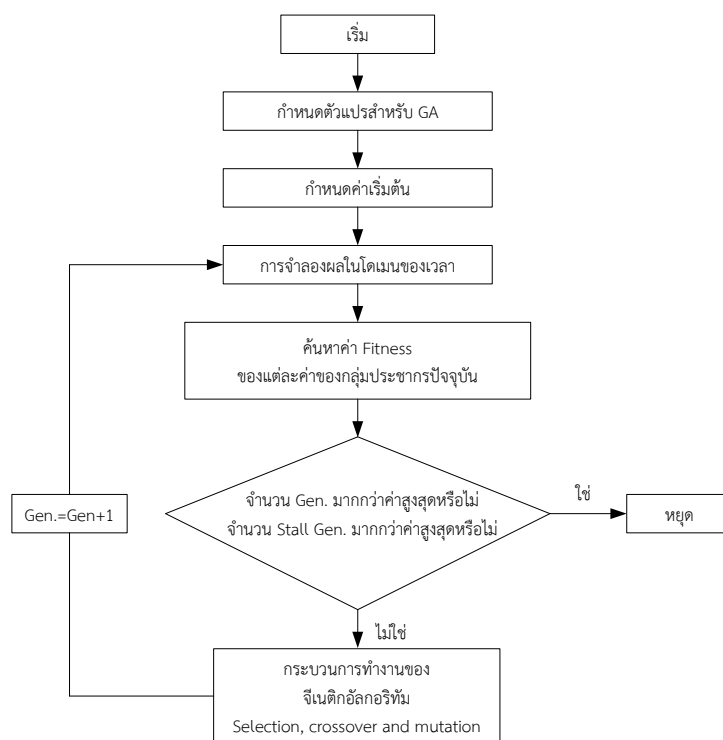 เริ่ม
กำหนดตัวแปรสำหรับ GA
กำหนดค่าเริ่มต้น
การจำลองผลในโดเมนของเวลา
ค้นหาค่า Fitness
ของแต่ละค่าของกลุ่มประชากรปัจจุบัน
จำนวน Gen. มากกว่าค่าสูงสุดหรือไม่
จำนวน Stall Gen. มากกว่าค่าสูงสุดหรือไม่
ใช่
หยุด
Gen.=Gen+1
ไม่ใช่
กระบวนการทำงานของ
จีเนติกอัลกอริทึม
Selection, crossover and mutation